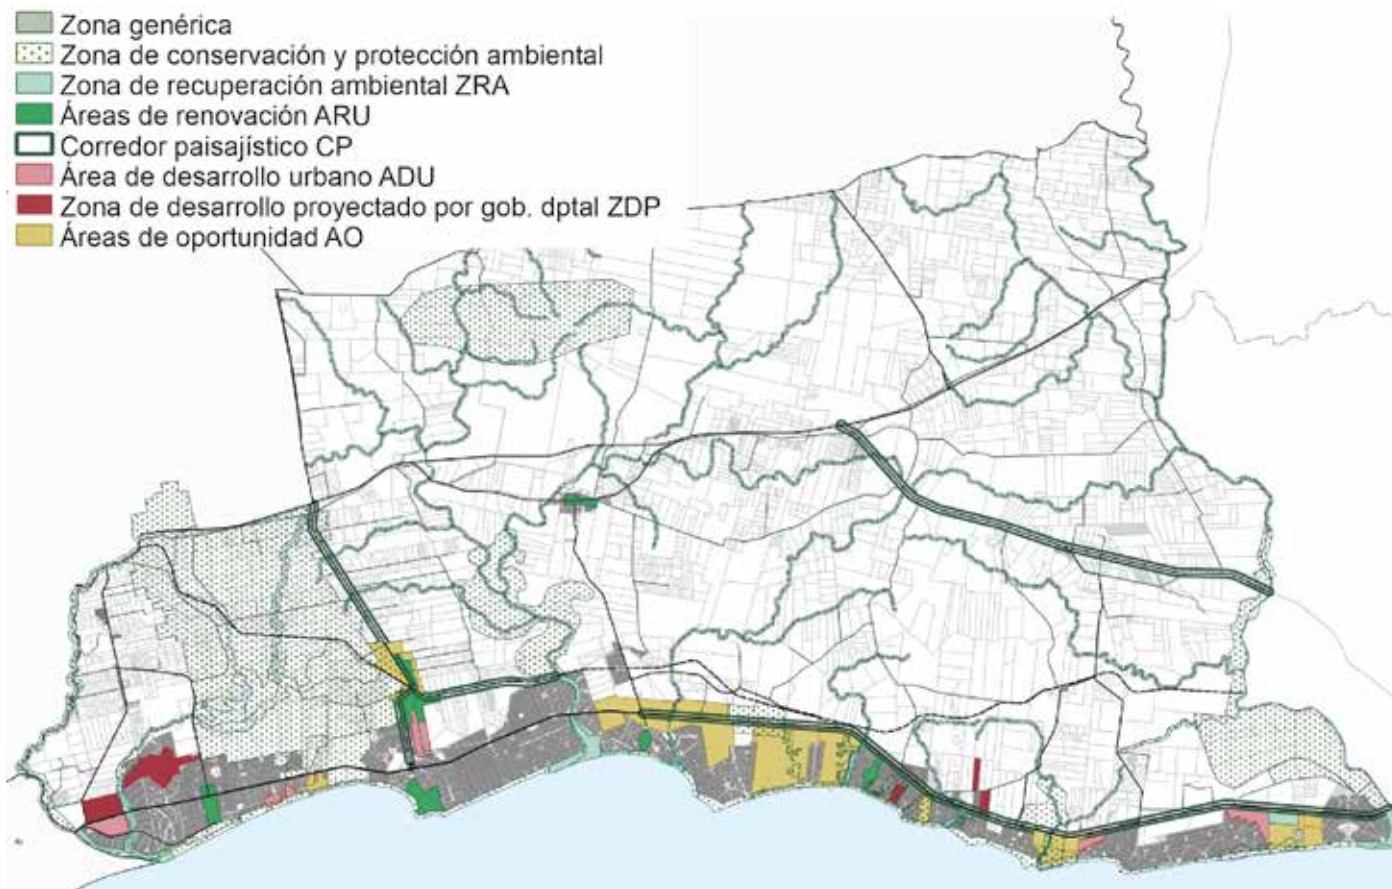 Zona genérica
Zona de conservación y protección ambiental
Zona de recuperación ambiental ZRA
Áreas de renovación ARU
Corredor paisajístico CP
Área de desarrollo urbano ADU
Zona de desarrollo proyectado por gob. dptal ZDP
Áreas de oportunidad AO